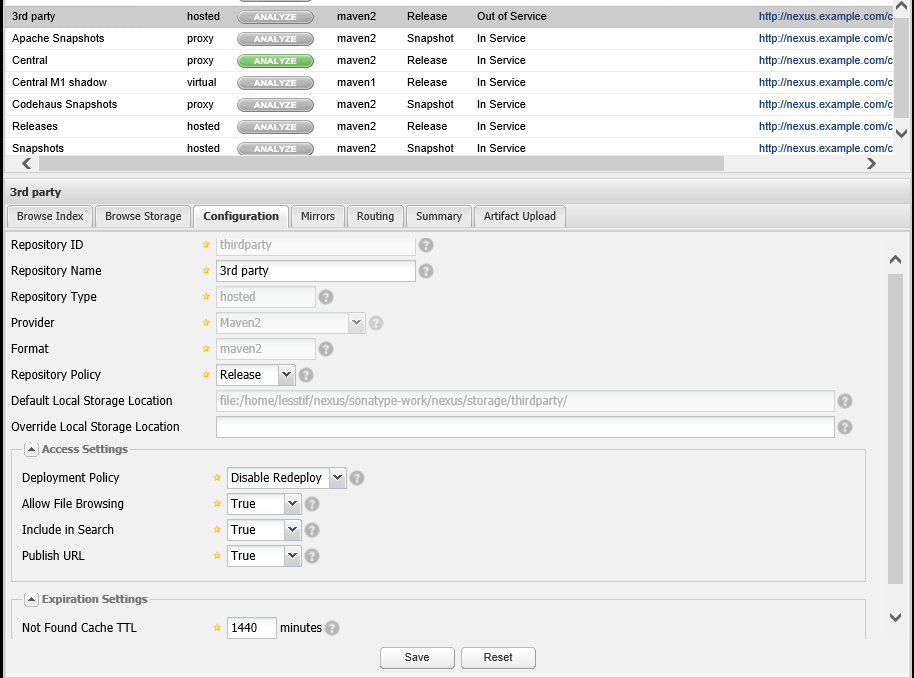 3rd party hosted ANALYZE maven2 Release Out of Service http://nexus.example.com/c
Apache Snapshots proxy ANALYZE maven2 Snapshot In Service http://nexus.example.com/c
Central proxy ANALYZE maven2 Release In Service http://nexus.example.com/c
Central M1 shadow virtual ANALYZE maven1 Release In Service http://nexus.example.com/c
Codehaus Snapshots proxy ANALYZE maven2 Snapshot In Service http://nexus.example.com/c
Releases hosted ANALYZE maven2 Release In Service http://nexus.example.com/c
Snapshots hosted ANALYZE maven2 Snapshot In Service http://nexus.example.com/c
3rd party
Browse Index Browse Storage Configuration Mirrors Routing Summary Artifact Upload
Repository ID thirdparty ?
Repository Name 3rd party ?
Repository Type hosted ?
Provider Maven2 ?
Format maven2 ?
Repository Policy Release ?
Default Local Storage Location file:/home/lesstif/nexus/sonatype-work/nexus/storage/thirdparty/ ?
Override Local Storage Location ?
Access Settings
Deployment Policy Disable Redeploy ?
Allow File Browsing True ?
Include in Search True ?
Publish URL True ?
Expiration Settings
Not Found Cache TTL 1440 minutes ?
Save Reset